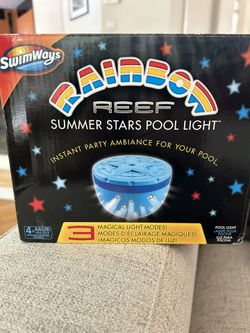 SwimWays
RAINBOW
REEF
SUMMER STARS POOL LIGHT™
INSTANT PARTY AMBIANCE FOR YOUR POOL
3
MAGICAL LIGHT MODES!
MODES D'ÉCLAIRAGE MAGIQUES!
¡MÁGICOS MODOS DE LUZ!
POOL LIGHT